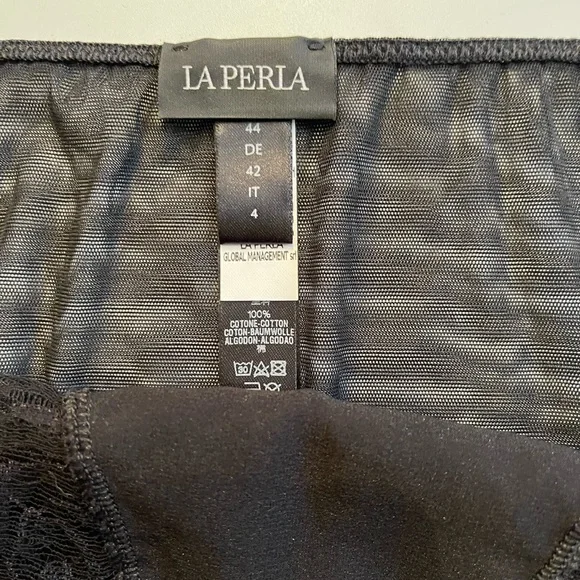 LA PERLA
44
DE
42
IT
4
LA PERLA
GLOBAL MANAGEMENT srl
100%
COTONE-COTTON
COTON-BAUMWOLLE
ALGODON-ALGODAO